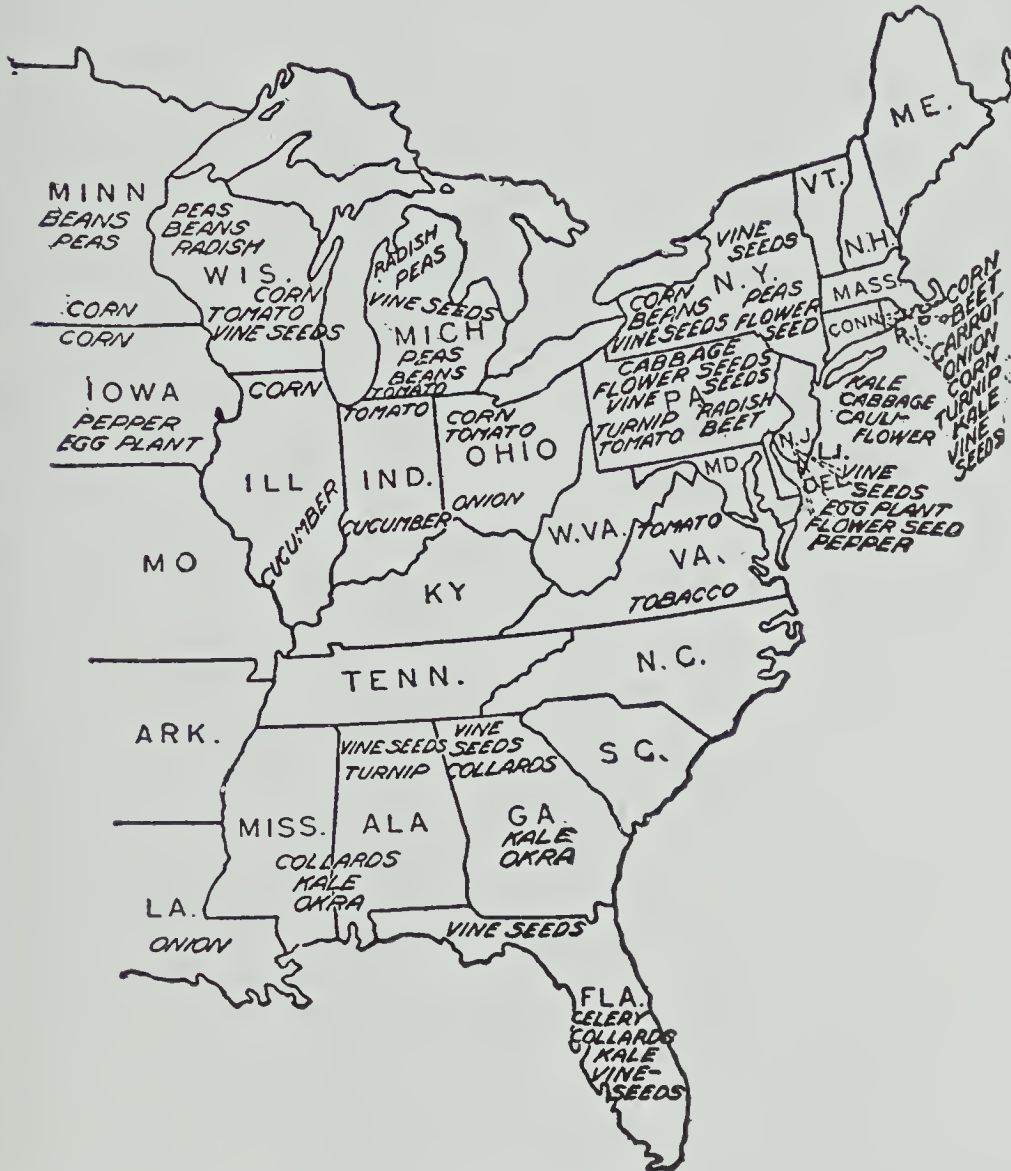 ME.
MINN
BEANS
PEAS
CORN
PEAS
BEANS
RADISH
WIS.
CORN
TOMATO
VINE SEEDS
RADISH
PEAS
VINE SEEDS
MICH
PEAS
BEANS
TOMATO
VT.
N.H.
MASS
CONN.
R.I.
VINE
SEEDS
N.Y.
CORN
BEANS
VINE SEEDS
PEAS
FLOWER
SEED
CORN
BEET
CARROT
ONION
CORN
TURNIP
KALE
VINE
SEEDS
CORN
IOWA
PEPPER
EGG PLANT
CORN
ILL
CUCUMBER
TOMATO
IND.
CUCUMBER
CORN
TOMATO
OHIO
ONION
CABBAGE
FLOWER SEEDS
VINE SEEDS
PA
TURNIP
TOMATO
RADISH
BEET
KALE
CABBAGE
CAULI-
FLOWER
L.I.
N.J.
DEL.
VINE
SEEDS
EGG PLANT
FLOWER SEED
PEPPER
MD.
MO
KY
W.VA.
TOMATO
VA.
TOBACCO
TENN.
N.C.
ARK.
S C.
VINE SEEDS
TURNIP
VINE
SEEDS
COLLARDS
MISS.
ALA
COLLARDS
KALE
OKRA
GA.
KALE
OKRA
LA.
ONION
VINE SEEDS
FLA.
CELERY
COLLARDS
KALE
VINE-
SEEDS